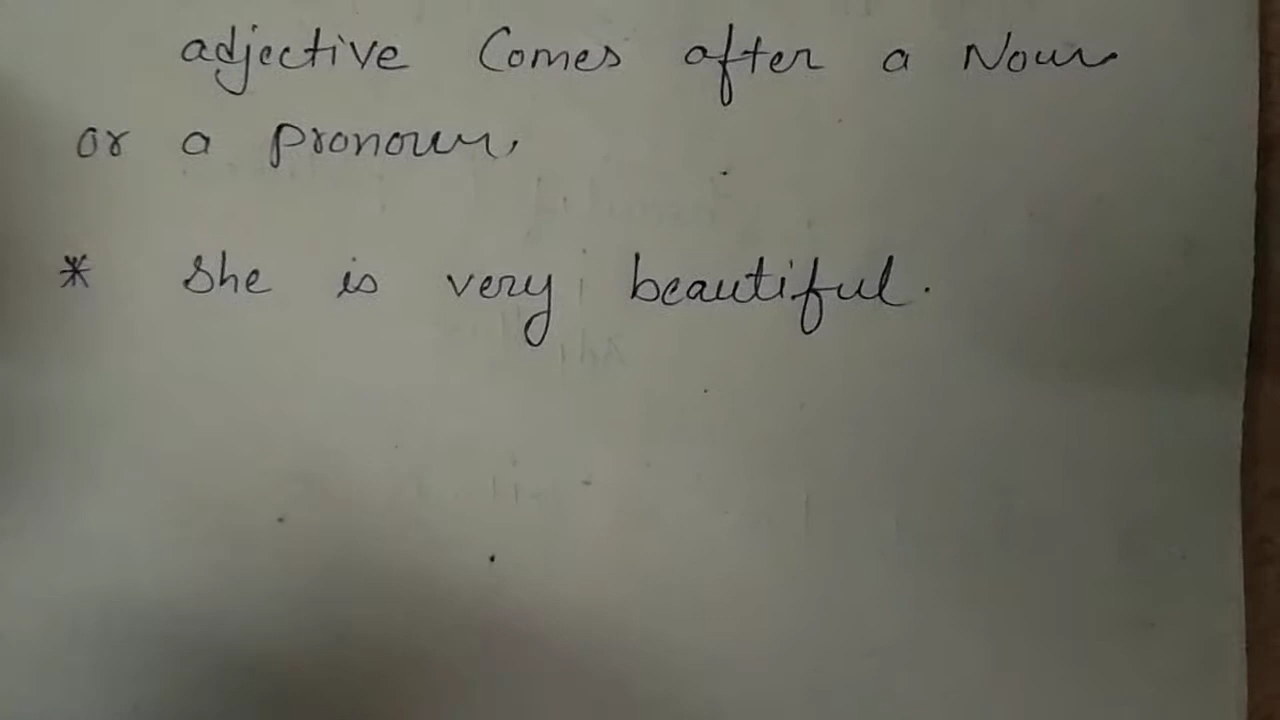 adjective Comes after a Noun
or a pronoun,
* She is very beautiful.